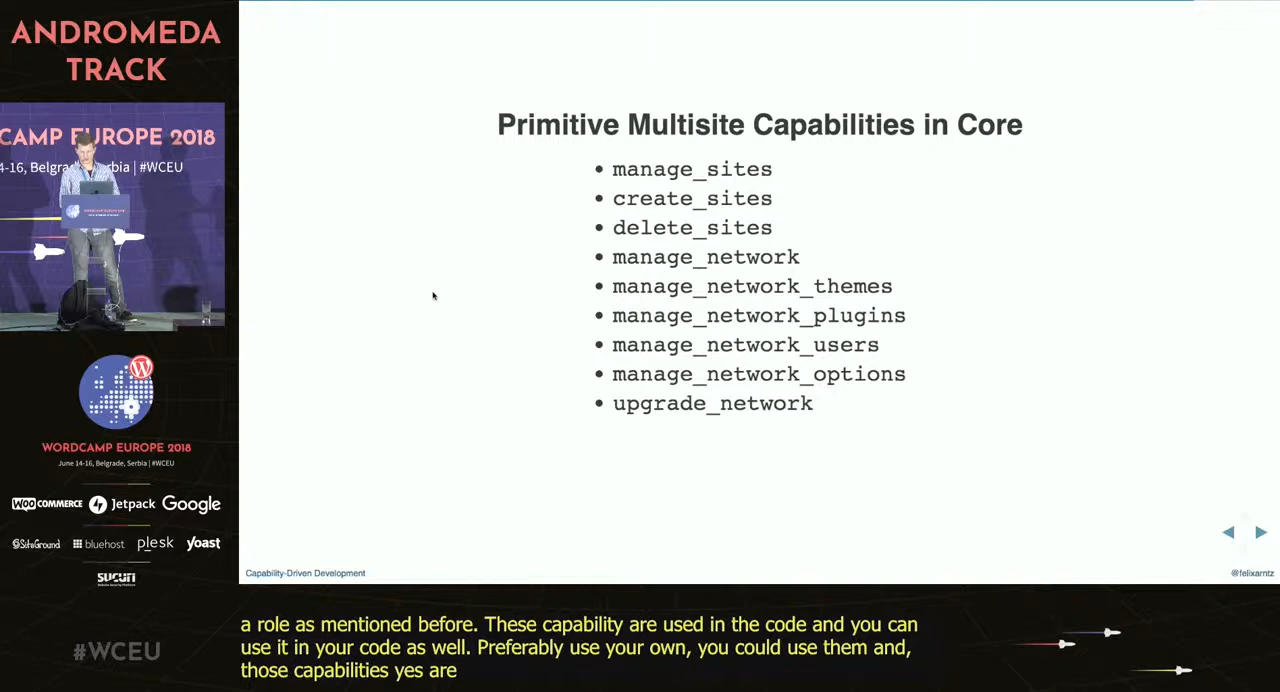 ANDROMEDA
TRACK
CAMP EUROPE 2018
4-16, Belgra rbia | #WCEU
WORDCAMP EUROPE 2018
June 14-16, Belgrade, Serbia | #WCEU
WOO COMMERCE Jetpack Google
SiteGround bluehost plesk yoast
SUCURI
#WCEU
Primitive Multisite Capabilities in Core
• manage_sites
• create_sites
• delete_sites
• manage_network
• manage_network_themes
• manage_network_plugins
• manage_network_users
• manage_network_options
• upgrade_network
Capability-Driven Development
@felixarntz
a role as mentioned before. These capability are used in the code and you can
use it in your code as well. Preferably use your own, you could use them and,
those capabilities yes are